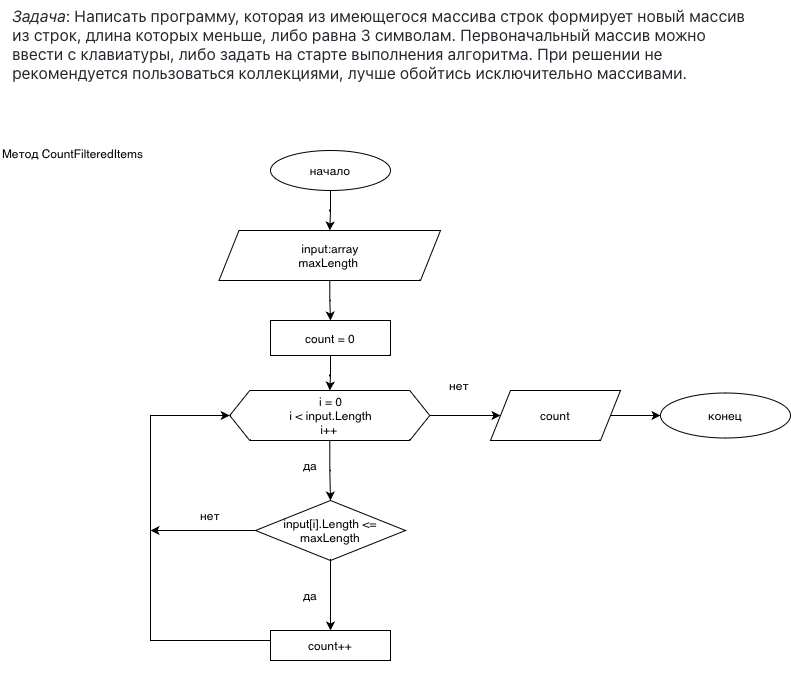 Задача: Написать программу, которая из имеющегося массива строк формирует новый массив
из строк, длина которых меньше, либо равна 3 символам. Первоначальный массив можно
ввести с клавиатуры, либо задать на старте выполнения алгоритма. При решении не
рекомендуется пользоваться коллекциями, лучше обойтись исключительно массивами.
Метод CountFilteredItems
начало
input:array
maxLength
count = 0
i = 0
i < input.Length
i++
нет
count
конец
да
input[i].Length <=
maxLength
нет
да
count++